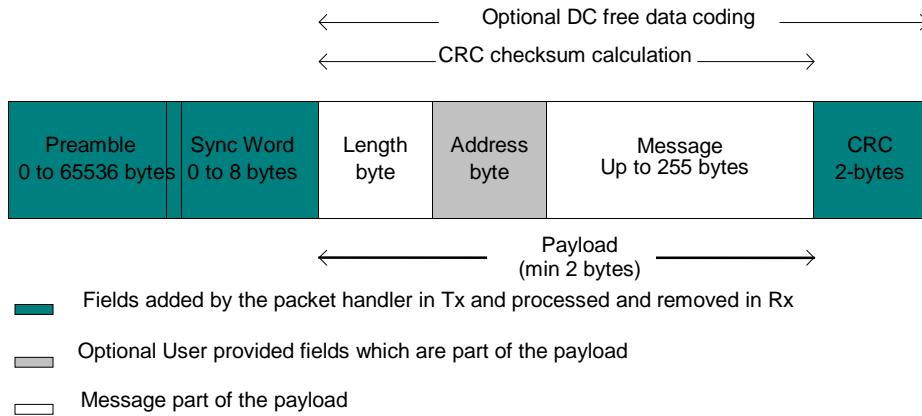 Optional DC free data coding
CRC checksum calculation
Preamble
0 to 65536 bytes
Sync Word
0 to 8 bytes
Length
byte
Address
byte
Message
Up to 255 bytes
CRC
2-bytes
Payload
(min 2 bytes)
Fields added by the packet handler in Tx and processed and removed in Rx
Optional User provided fields which are part of the payload
Message part of the payload